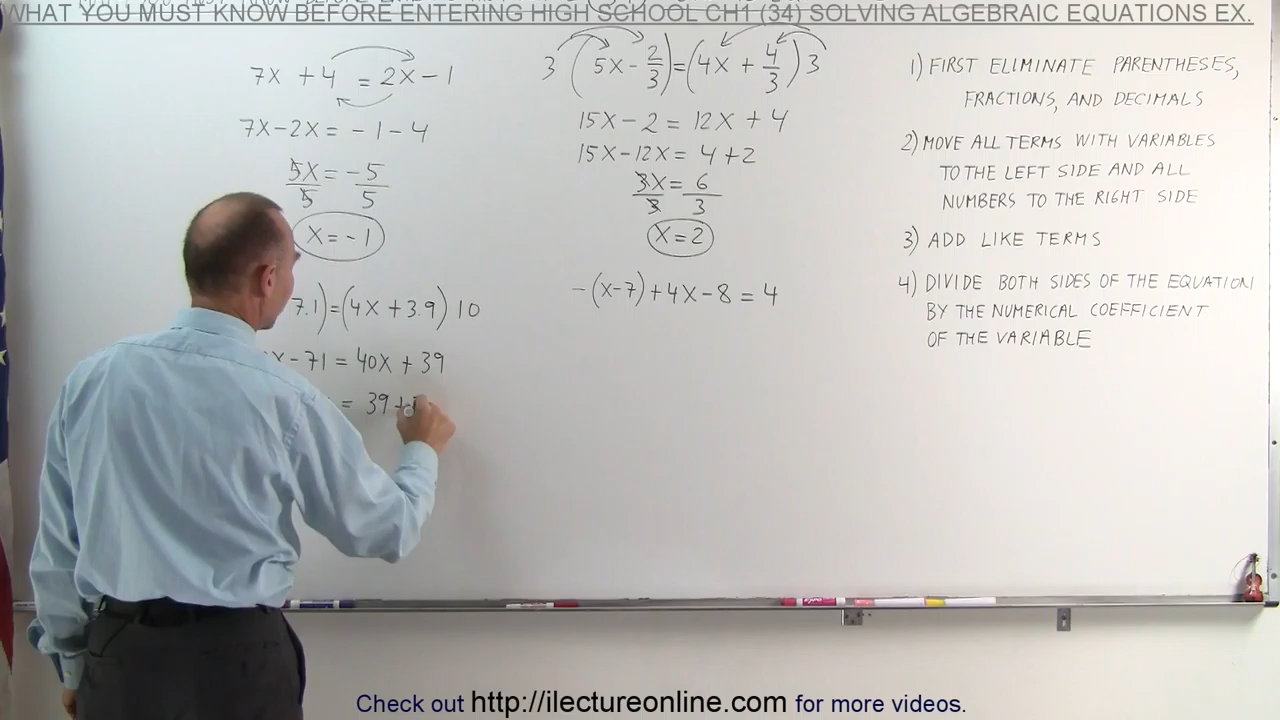 WHAT YOU MUST KNOW BEFORE ENTERING HIGH SCHOOL CH1 (34) SOLVING ALGEBRAIC EQUATIONS EX.
7X + 4 = 2X - 1
7X - 2X = - 1 - 4
5X = - 5
5 5
X = - 1
7.1) = (4X + 3.9) 10
X - 71 = 40X + 39
= 39 +
3 (5X - 2/3) = (4X + 4/3) 3
15X - 2 = 12X + 4
15X - 12X = 4 + 2
3X = 6
3 3
X = 2
- (X - 7) + 4X - 8 = 4
1) FIRST ELIMINATE PARENTHESES,
FRACTIONS, AND DECIMALS
2) MOVE ALL TERMS WITH VARIABLES
TO THE LEFT SIDE AND ALL
NUMBERS TO THE RIGHT SIDE
3) ADD LIKE TERMS
4) DIVIDE BOTH SIDES OF THE EQUATION
BY THE NUMERICAL COEFFICIENT
OF THE VARIABLE
Check out http://ilectureonline.com for more videos.